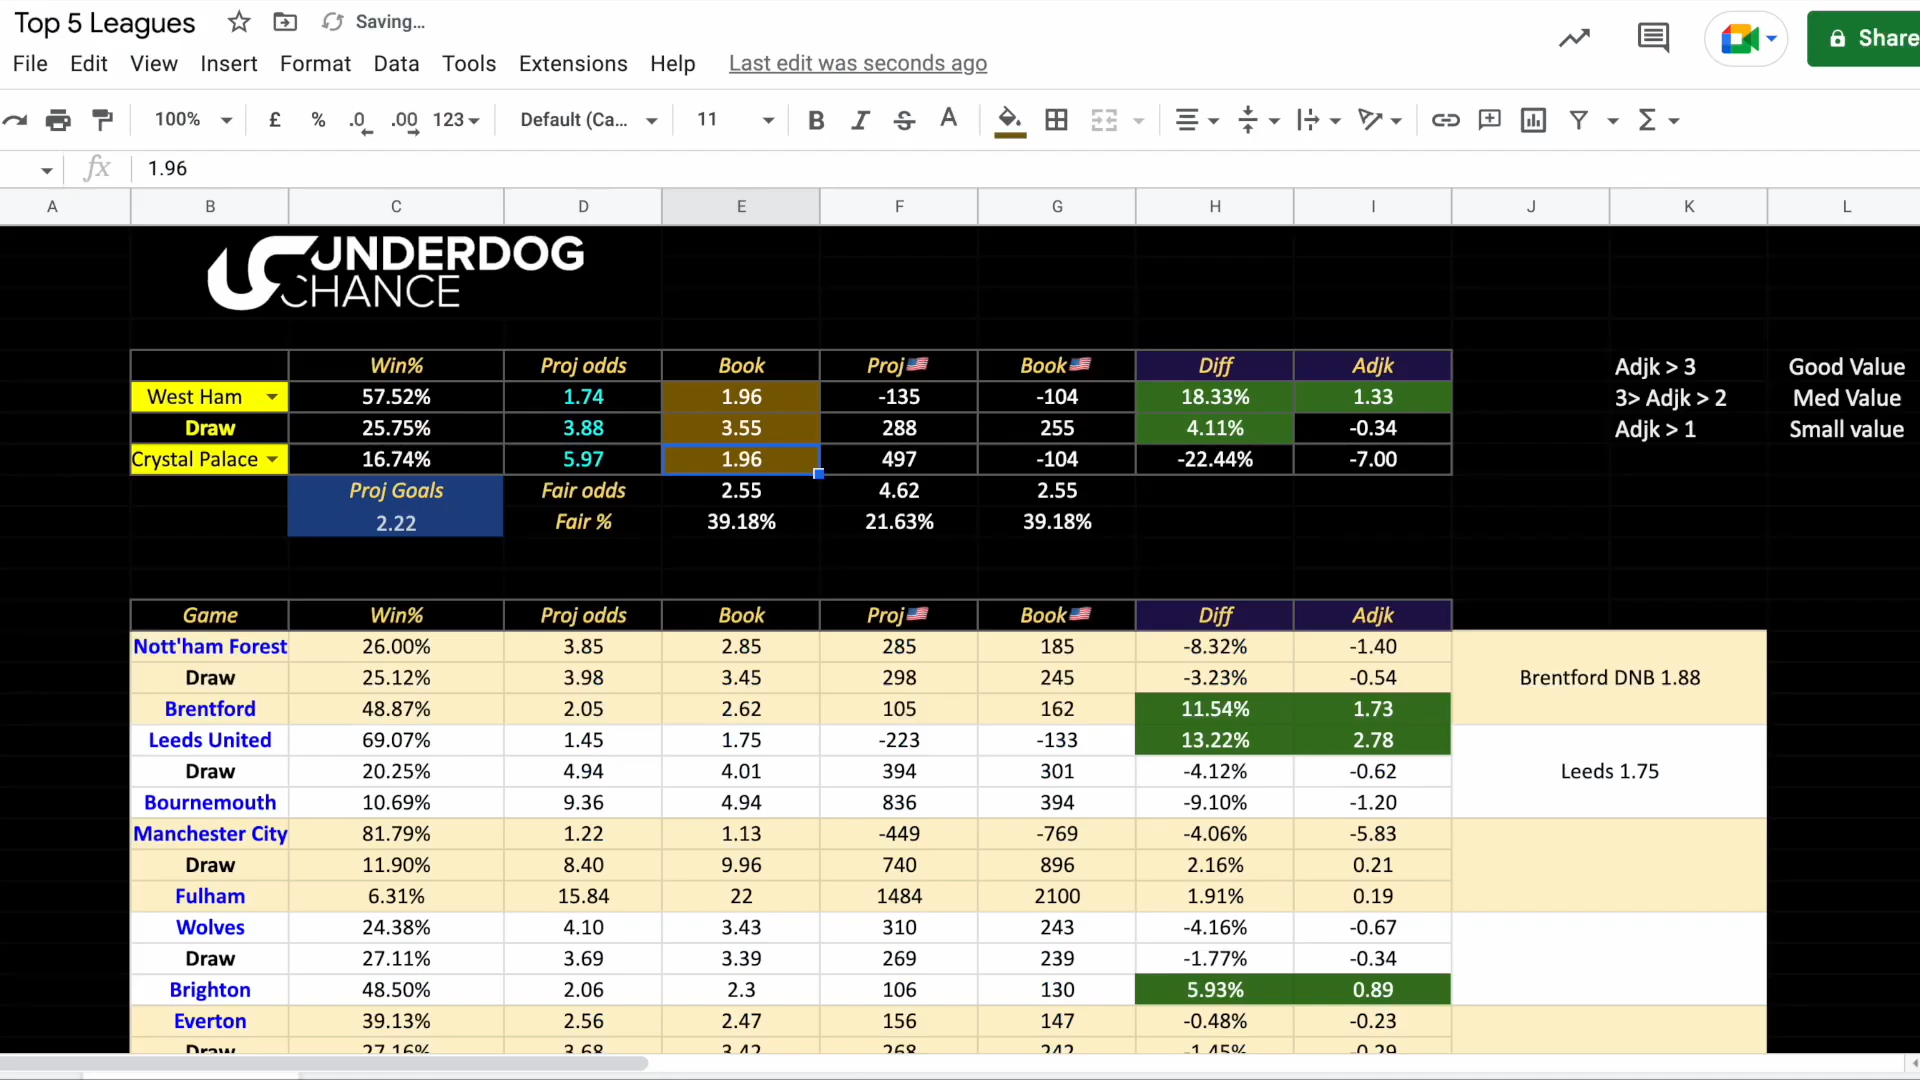 Top 5 Leagues Saving...
Share
File Edit View Insert Format Data Tools Extensions Help Last edit was seconds ago
100% £ % .0 .00 123 Default (Ca... 11 B I S A Σ
fx 1.96
A B C D E F G H I J K L
UNDERDOG
CHANCE
Win% Proj odds Book Proj🇺🇸 Book🇺🇸 Diff Adjk Adjk > 3 Good Value
West Ham 57.52% 1.74 1.96 -135 -104 18.33% 1.33 3> Adjk > 2 Med Value
Draw 25.75% 3.88 3.55 288 255 4.11% -0.34 Adjk > 1 Small value
Crystal Palace 16.74% 5.97 1.96 497 -104 -22.44% -7.00
Proj Goals Fair odds 2.55 4.62 2.55
2.22 Fair % 39.18% 21.63% 39.18%
Game Win% Proj odds Book Proj🇺🇸 Book🇺🇸 Diff Adjk
Nott'ham Forest 26.00% 3.85 2.85 285 185 -8.32% -1.40
Draw 25.12% 3.98 3.45 298 245 -3.23% -0.54 Brentford DNB 1.88
Brentford 48.87% 2.05 2.62 105 162 11.54% 1.73
Leeds United 69.07% 1.45 1.75 -223 -133 13.22% 2.78
Draw 20.25% 4.94 4.01 394 301 -4.12% -0.62 Leeds 1.75
Bournemouth 10.69% 9.36 4.94 836 394 -9.10% -1.20
Manchester City 81.79% 1.22 1.13 -449 -769 -4.06% -5.83
Draw 11.90% 8.40 9.96 740 896 2.16% 0.21
Fulham 6.31% 15.84 22 1484 2100 1.91% 0.19
Wolves 24.38% 4.10 3.43 310 243 -4.16% -0.67
Draw 27.11% 3.69 3.39 269 239 -1.77% -0.34
Brighton 48.50% 2.06 2.3 106 130 5.93% 0.89
Everton 39.13% 2.56 2.47 156 147 -0.48% -0.23
Draw 27.16% 3.68 3.42 268 242 -1.45% -0.29